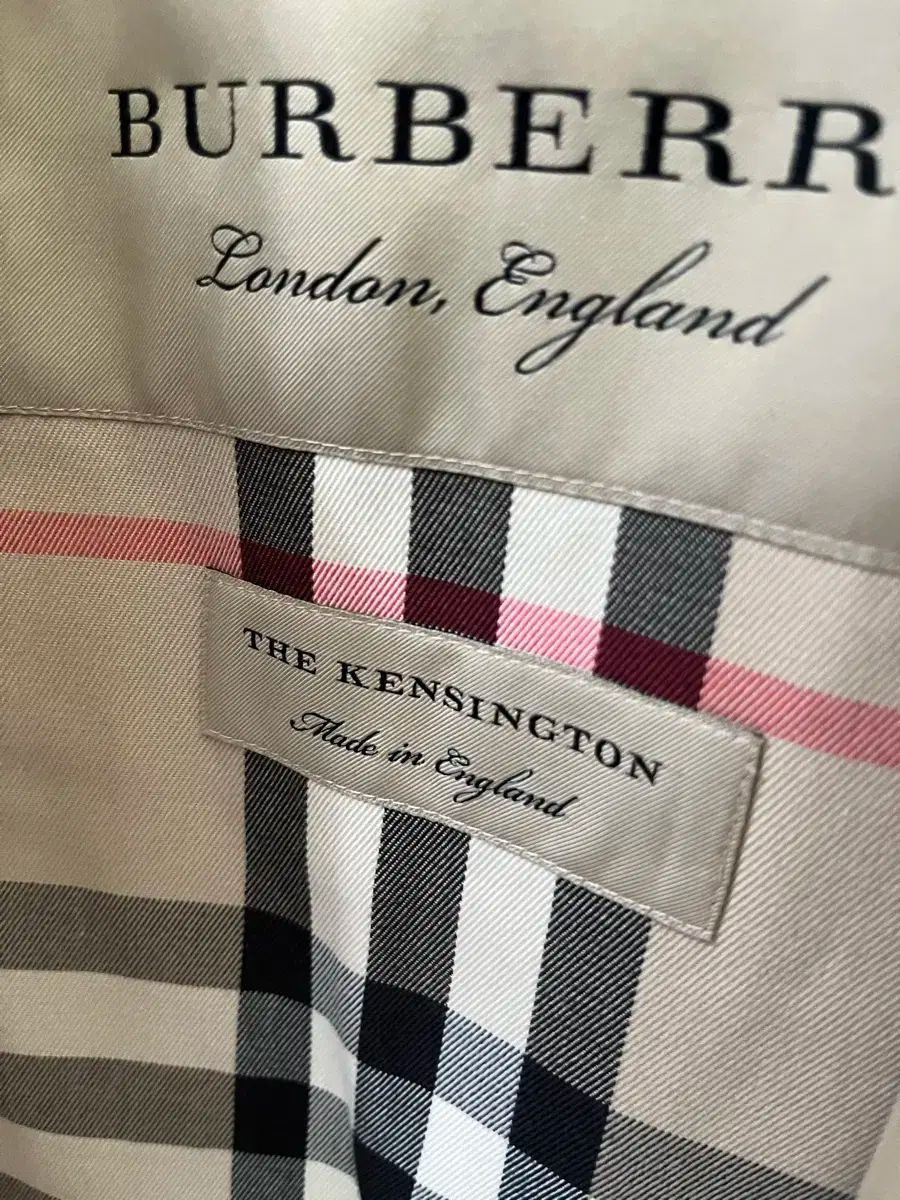 BURBERR
London, England
THE KENSINGTON
Made in England